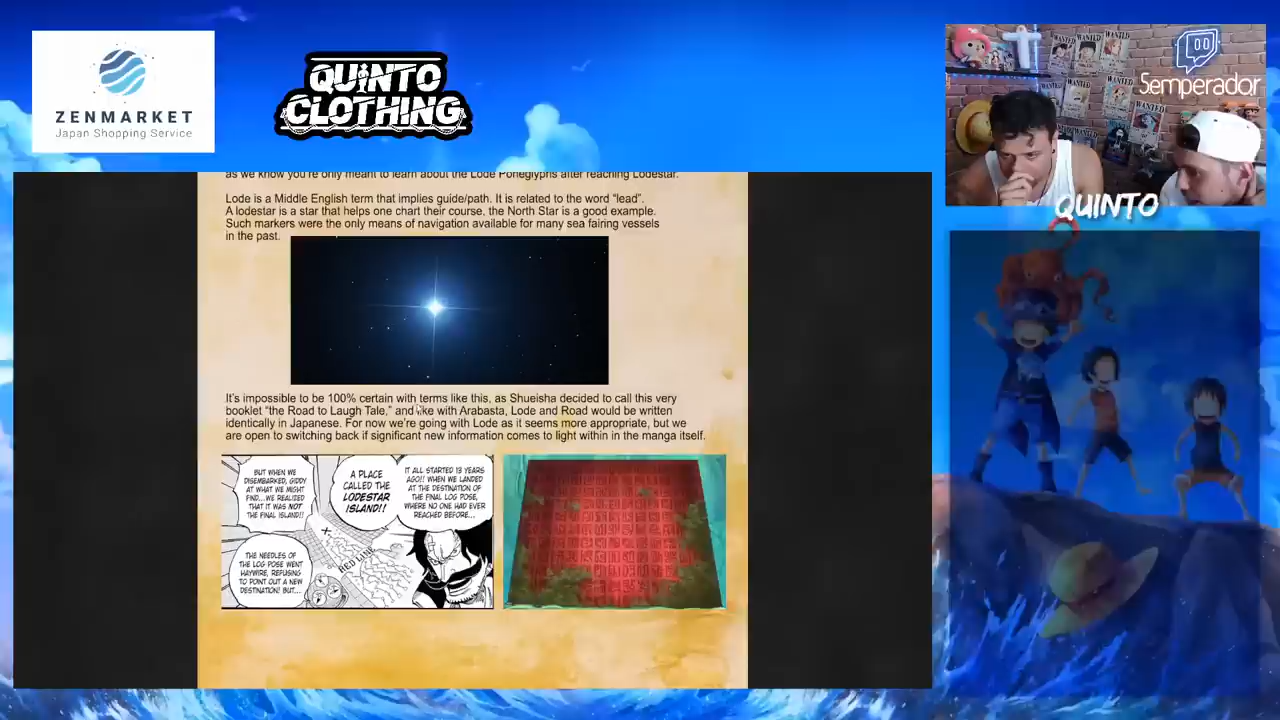 ZENMARKET
Japan Shopping Service
QUINTO
CLOTHING
WANTED
WANTED
WANTED
WANTED
Semperador
QUINTO
as we know you're only meant to learn about the Lode Poneglyphs after reaching Lodestar.
Lode is a Middle English term that implies guide/path. It is related to the word “lead”.
A lodestar is a star that helps one chart their course, the North Star is a good example.
Such markers were the only means of navigation available for many sea fairing vessels
in the past.
It's impossible to be 100% certain with terms like this, as Shueisha decided to call this very
booklet “the Road to Laugh Tale,” and like with Arabasta, Lode and Road would be written
identically in Japanese. For now we're going with Lode as it seems more appropriate, but we
are open to switching back if significant new information comes to light within in the manga itself.
IT ALL STARTED 13 YEARS
AGO!! WHEN WE LANDED
AT THE DESTINATION OF
THE FINAL LOG POSE,
WHERE NO ONE HAD EVER
REACHED BEFORE...
A PLACE
CALLED THE
LODESTAR
ISLAND!!
BUT WHEN WE
DISEMBARKED, GIDDY
AT WHAT WE MIGHT
FIND...WE REALIZED
THAT IT WAS NOT
THE FINAL ISLAND!!
RED LINE
THE NEEDLES OF
THE LOG POSE WENT
HAYWIRE, REFUSING
TO POINT OUT A NEW
DESTINATION! BUT...